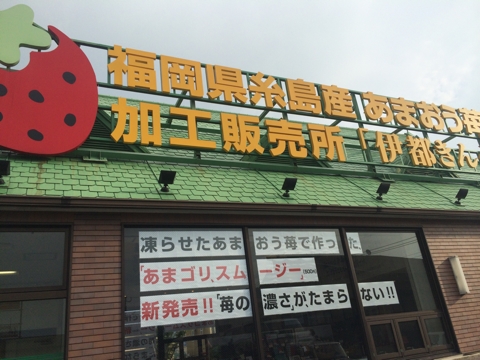 福岡県糸島産 あまおう苺
加工販売所「伊都きん
凍らせたあまおう苺で作った、
「あまゴリ、スムージー」
新発売!!「苺の濃さ」がたまらない!!